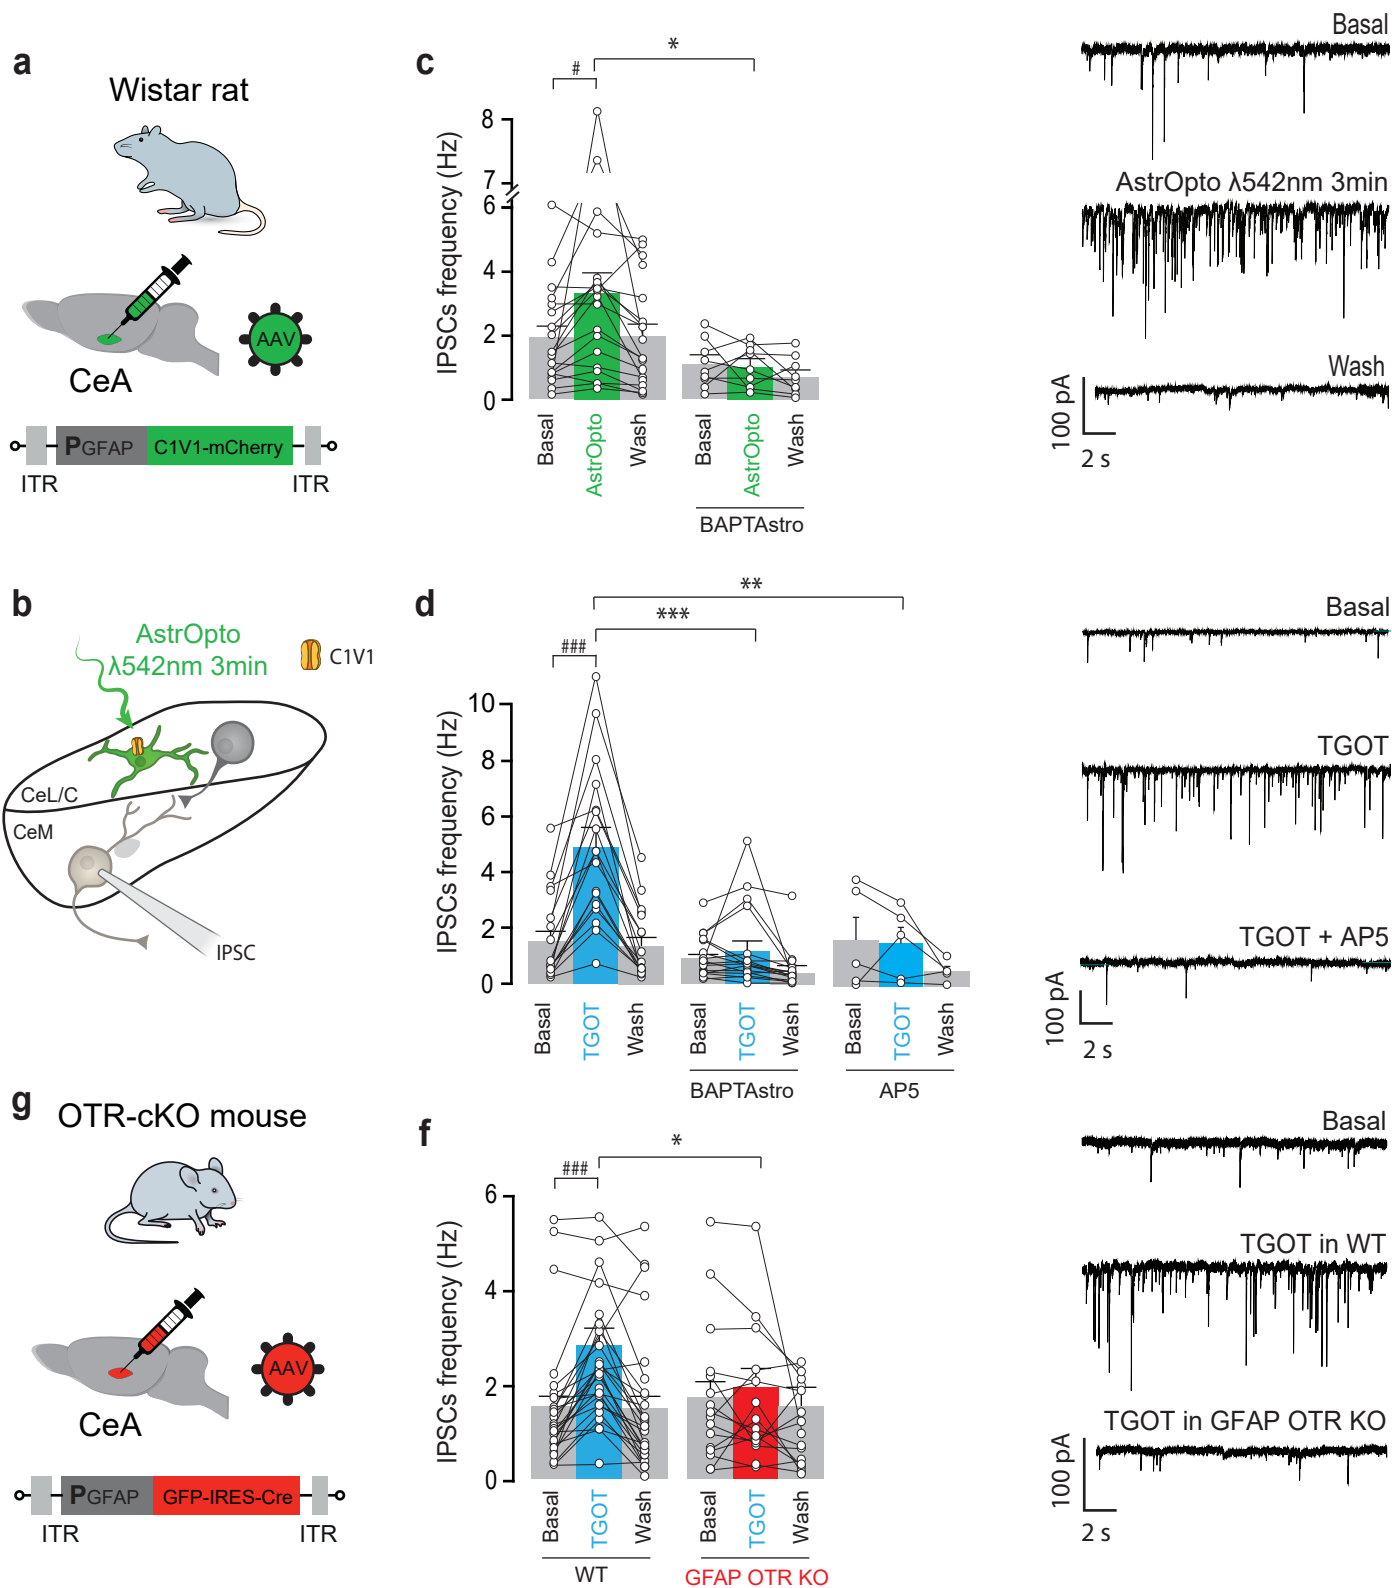 a
Wistar rat
AAV
CeA
PGFAP C1V1-mCherry
ITR ITR
c
*
#
IPSCs frequency (Hz)
8
7
6
4
2
0
Basal
AstrOpto
Wash
Basal
AstrOpto
Wash
BAPTAstro
Basal
AstrOpto λ542nm 3min
Wash
100 pA
2 s
b
AstrOpto
λ542nm 3min
C1V1
CeL/C
CeM
IPSC
d
**
***
###
IPSCs frequency (Hz)
10
8
6
4
2
0
Basal
TGOT
Wash
Basal
TGOT
Wash
Basal
TGOT
Wash
BAPTAstro
AP5
Basal
TGOT
TGOT + AP5
100 pA
2 s
g
OTR-cKO mouse
AAV
CeA
PGFAP GFP-IRES-Cre
ITR ITR
f
*
###
IPSCs frequency (Hz)
6
4
2
0
Basal
TGOT
Wash
Basal
TGOT
Wash
WT
GFAP OTR KO
Basal
TGOT in WT
TGOT in GFAP OTR KO
100 pA
2 s